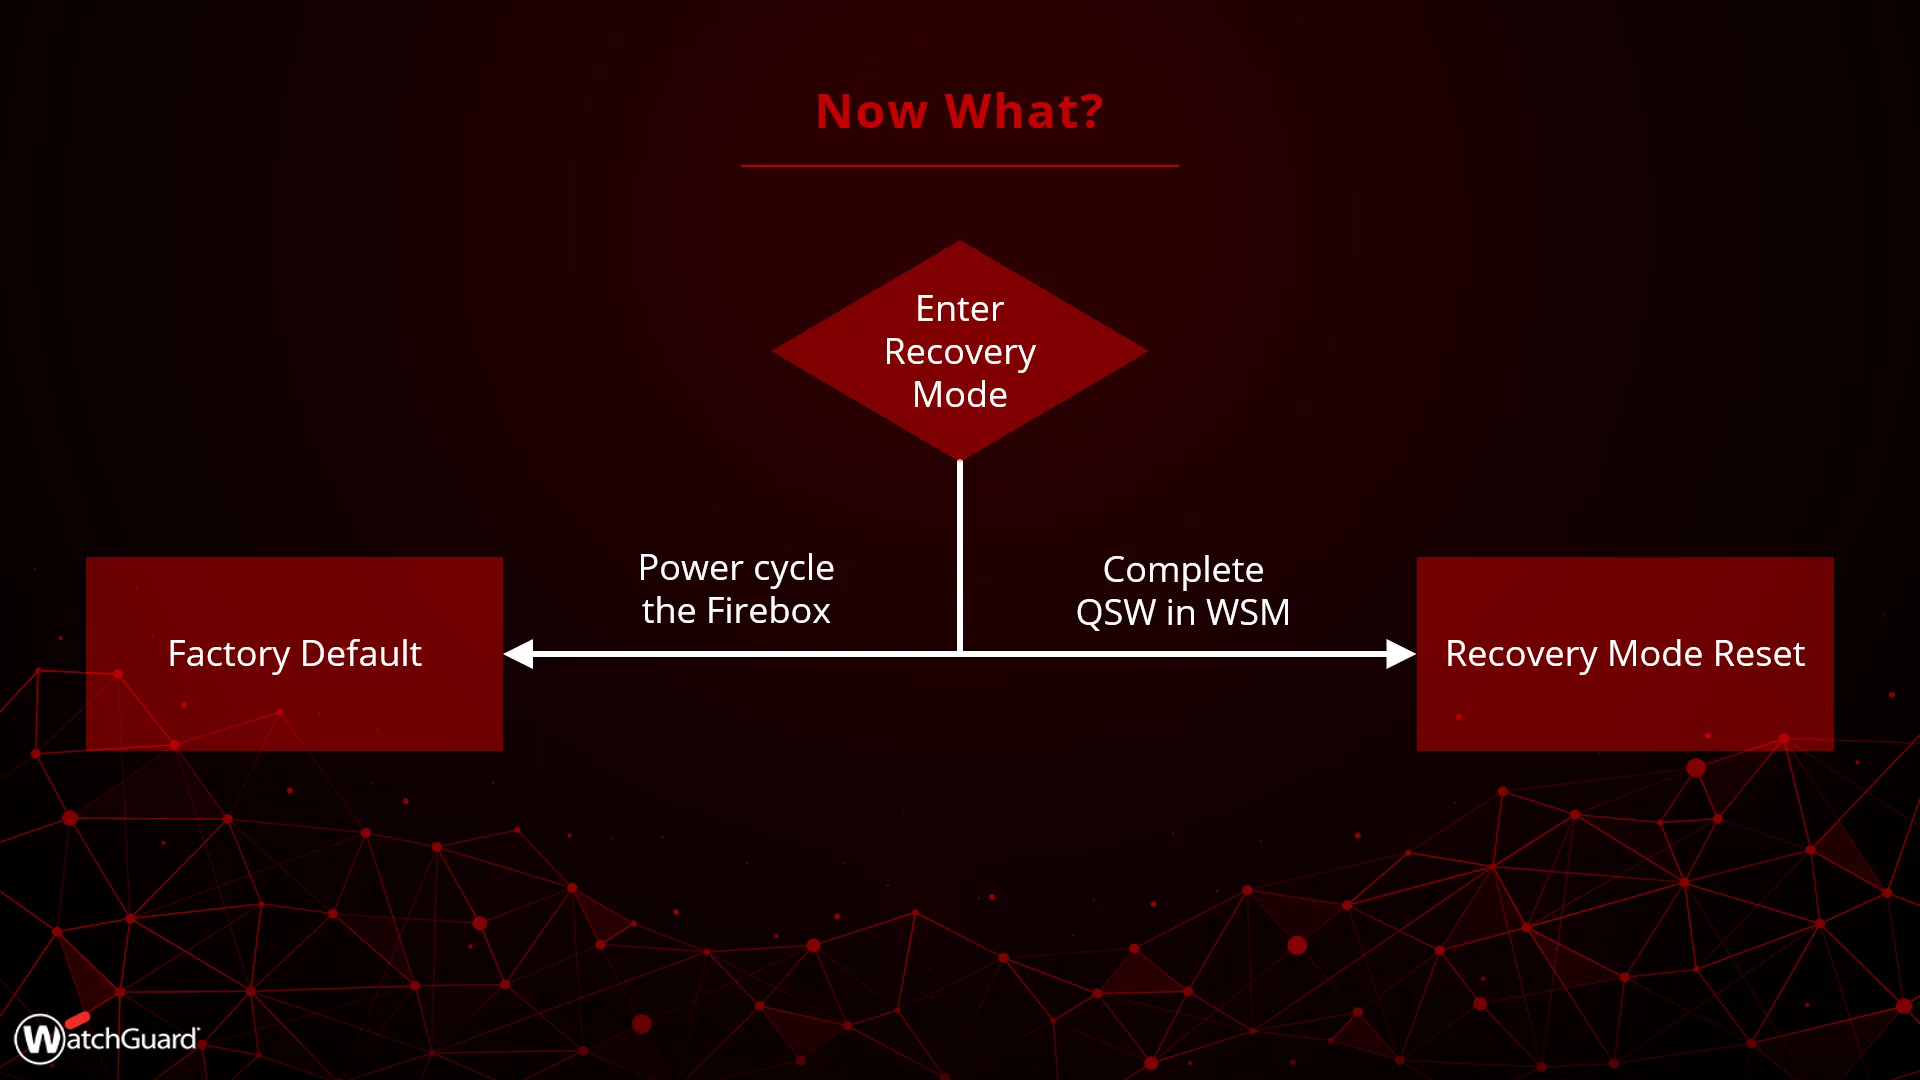 Now What?
Enter
Recovery
Mode
Power cycle
the Firebox
Complete
QSW in WSM
Factory Default
Recovery Mode Reset
WatchGuard